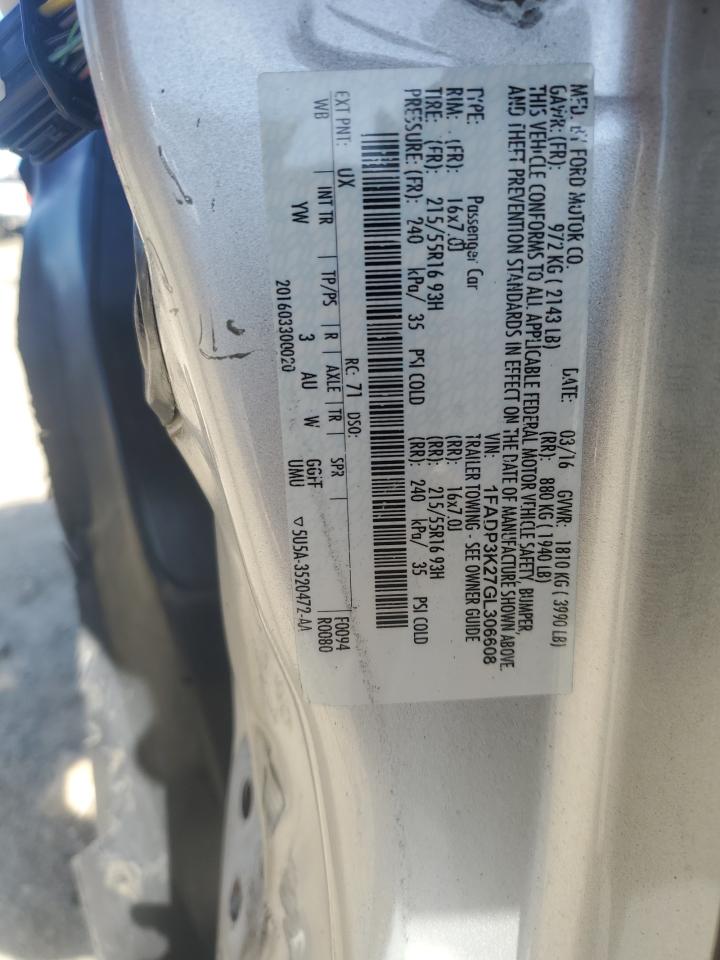 MFD. BY FORD MOTOR CO.
DATE: 03/16 GVWR: 1810 KG ( 3990 LB)
GAWR: (FR): 972 KG ( 2143 LB) (RR): 880 KG ( 1940 LB)
THIS VEHICLE CONFORMS TO ALL APPLICABLE FEDERAL MOTOR VEHICLE SAFETY, BUMPER,
AND THEFT PREVENTION STANDARDS IN EFFECT ON THE DATE OF MANUFACTURE SHOWN ABOVE.
VIN: 1FADP3K27GL306608
TYPE: Passenger Car TRAILER TOWING - SEE OWNER GUIDE
RIM: (FR): 16x7.0J (RR): 16x7.0J
TIRE: (FR): 215/55R16 93H (RR): 215/55R16 93H
PRESSURE: (FR): 240 kPa/ 35 PSI COLD (RR): 240 kPa/ 35 PSI COLD
EXT PNT: UX RC: 71 DSO: F0094
WB INT TR TP/PS R AXLE TR SPR R0080
YW 3 AU W GGFF
UMU
201603300020 ▽5U5A-3520472-AA